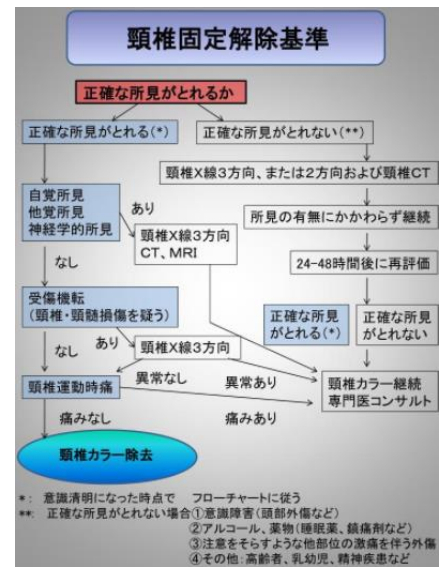 頸椎固定解除基準
正確な所見がとれるか
正確な所見がとれる(*)
正確な所見がとれない(**)
頸椎X線3方向、または2方向および頸椎CT
自覚所見
他覚所見
神経学的所見
あり
頸椎X線3方向
CT、MRI
所見の有無にかかわらず継続
24-48時間後に再評価
なし
受傷機転
(頸椎・頸髄損傷を疑う)
正確な所見
がとれる(*)
正確な所見
がとれない
あり
頸椎X線3方向
なし
頸椎運動時痛
異常なし
異常あり
頸椎カラー継続
専門医コンサルト
痛みなし
痛みあり
頸椎カラー除去
*: 意識清明になった時点で フローチャートに従う
**: 正確な所見がとれない場合①意識障害(頭部外傷など)
②アルコール、薬物(睡眠薬、鎮痛剤など)
③注意をそらすような他部位の激痛を伴う外傷
④その他:高齢者、乳幼児、精神疾患など